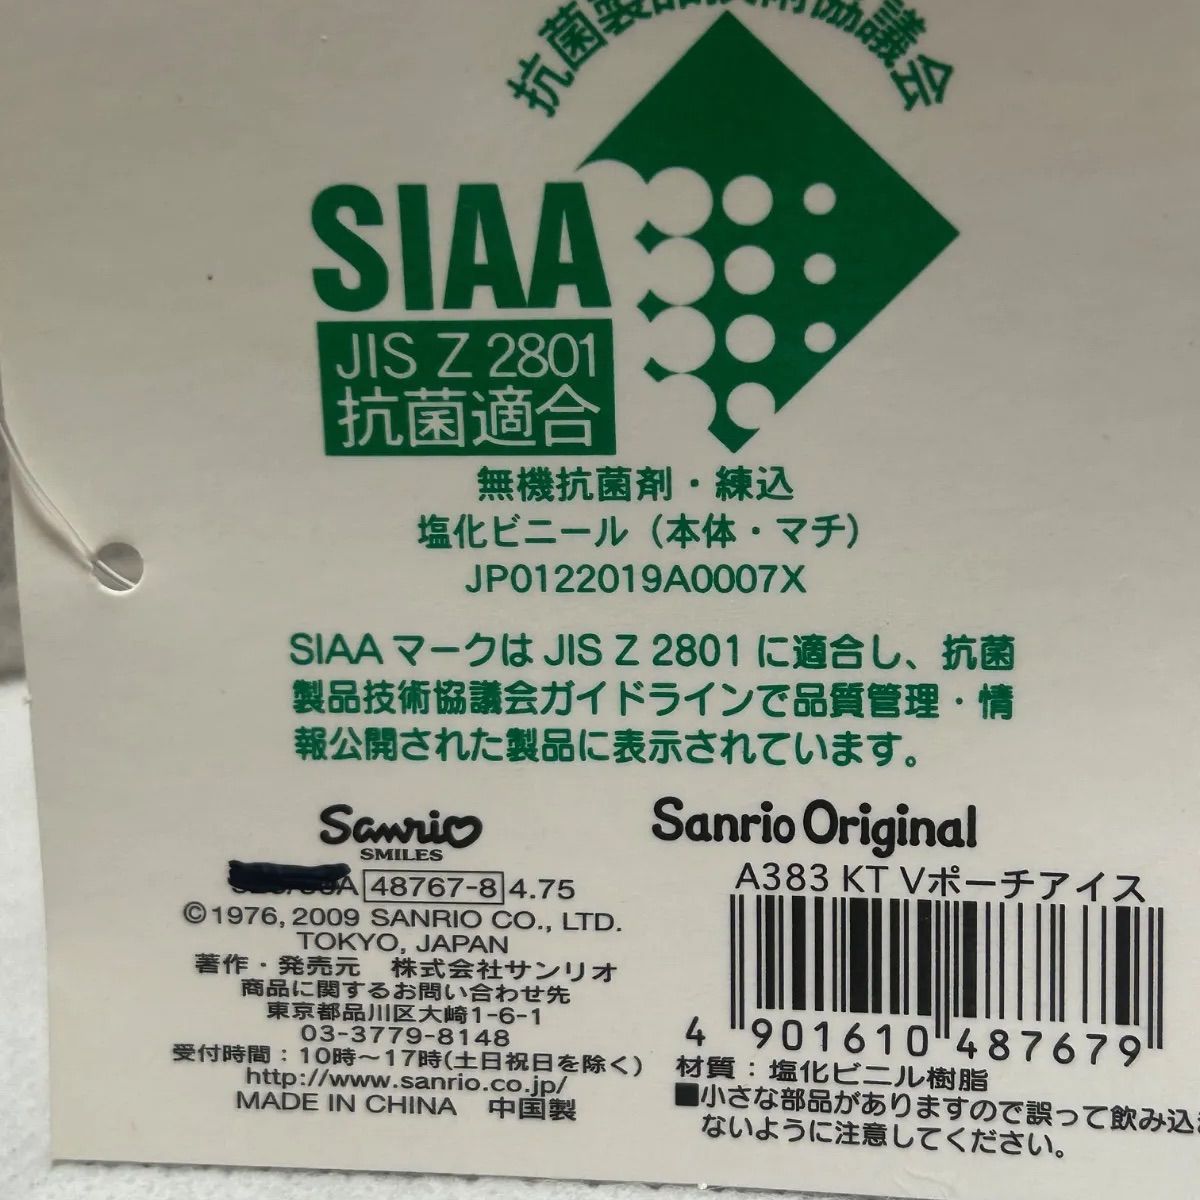 抗菌製品技術協議会
SIAA
JIS Z 2801
抗菌適合
無機抗菌剤・練込
塩化ビニール（本体・マチ）
JP0122019A0007X
SIAA マークは JIS Z 2801 に適合し、抗菌
製品技術協議会ガイドラインで品質管理・情
報公開された製品に表示されています。
Sanrio
SMILES
48767-8 4.75
©1976, 2009 SANRIO CO., LTD.
TOKYO, JAPAN
著作・発売元 株式会社サンリオ
商品に関するお問い合わせ先
東京都品川区大崎1-6-1
03-3779-8148
受付時間：10時〜17時(土日祝日を除く)
http://www.sanrio.co.jp/
MADE IN CHINA 中国製
Sanrio Original
A383 KT Vポーチアイス
4 901610 487679
材質：塩化ビニル樹脂
■小さな部品がありますので誤って飲み込ま
ないように注意してください。